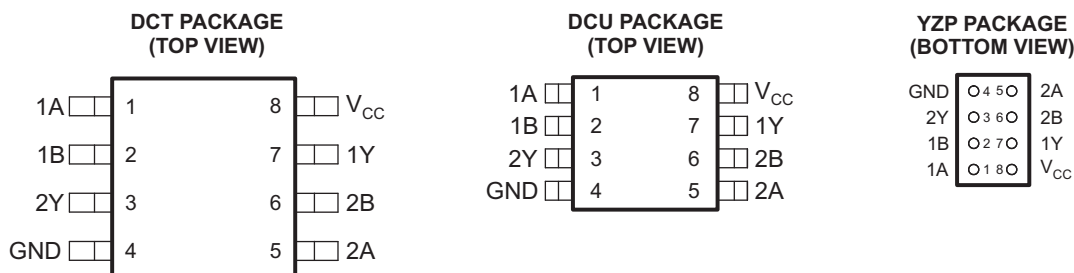 DCT PACKAGE
(TOP VIEW)
1A 1 8 VCC
1B 2 7 1Y
2Y 3 6 2B
GND 4 5 2A
DCU PACKAGE
(TOP VIEW)
1A 1 8 VCC
1B 2 7 1Y
2Y 3 6 2B
GND 4 5 2A
YZP PACKAGE
(BOTTOM VIEW)
GND 4 5 2A
2Y 3 6 2B
1B 2 7 1Y
1A 1 8 VCC